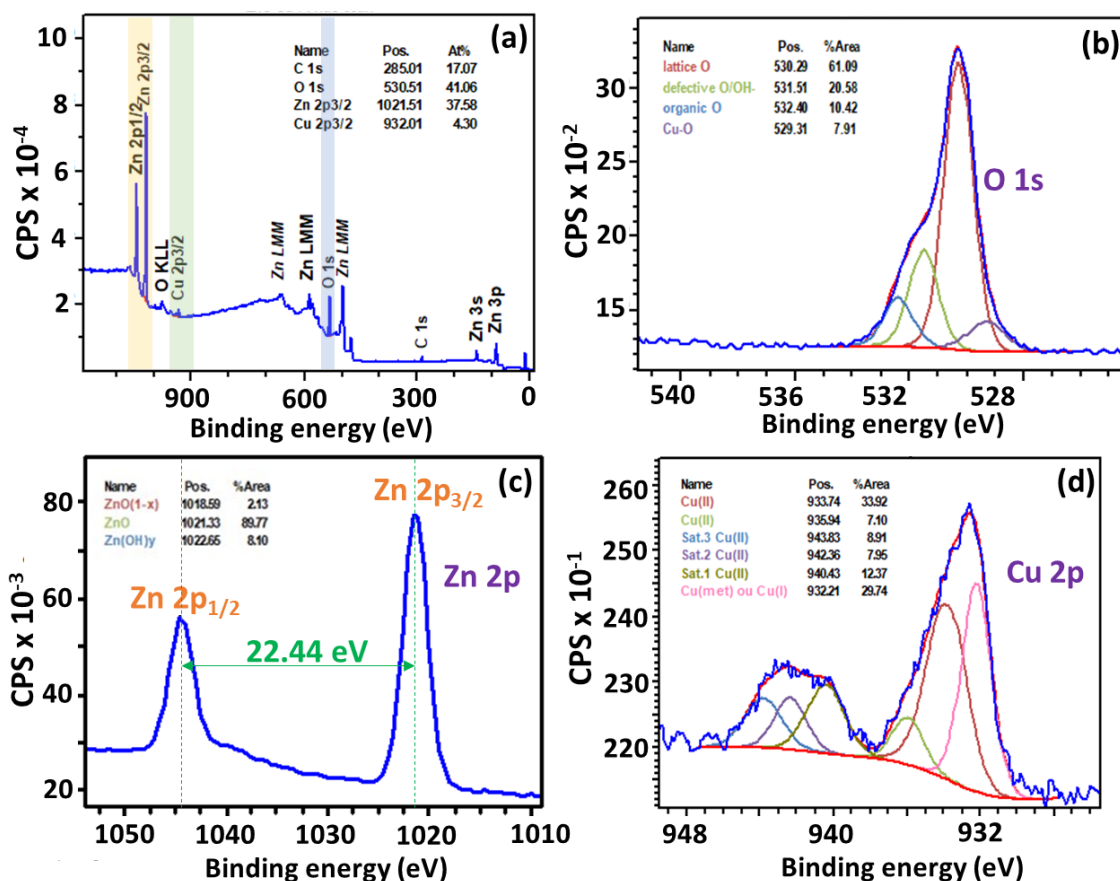 (a)
CPS x 10⁻⁴
10
8
6
4
2
Zn 2p1/2
Zn 2p3/2
O KLL
Cu 2p3/2
Zn LMM
Zn LMM
O 1s
Zn LMM
C 1s
Zn 3s
Zn 3p
Name Pos. At%
C 1s 285.01 17.07
O 1s 530.51 41.06
Zn 2p3/2 1021.51 37.58
Cu 2p3/2 932.01 4.30
900 600 300 0
Binding energy (eV)
(b)
CPS x 10⁻²
30
20
15
Name Pos. %Area
lattice O 530.29 61.09
defective O/OH- 531.51 20.58
organic O 532.40 10.42
Cu-O 529.31 7.91
O 1s
540 536 532 528
Binding energy (eV)
(c)
CPS x 10⁻³
80
60
40
20
Name Pos. %Area
ZnO(1-x) 1018.59 2.13
ZnO 1021.33 89.77
Zn(OH)y 1022.65 8.10
Zn 2p₃/₂
Zn 2p
Zn 2p₁/₂
22.44 eV
1050 1040 1030 1020 1010
Binding energy (eV)
(d)
CPS x 10⁻¹
260
250
240
230
220
Name Pos. %Area
Cu(II) 933.74 33.92
Cu(II) 935.94 7.10
Sat.3 Cu(II) 943.83 8.91
Sat.2 Cu(II) 942.36 7.95
Sat.1 Cu(II) 940.43 12.37
Cu(met) ou Cu(I) 932.21 29.74
Cu 2p
948 940 932
Binding energy (eV)